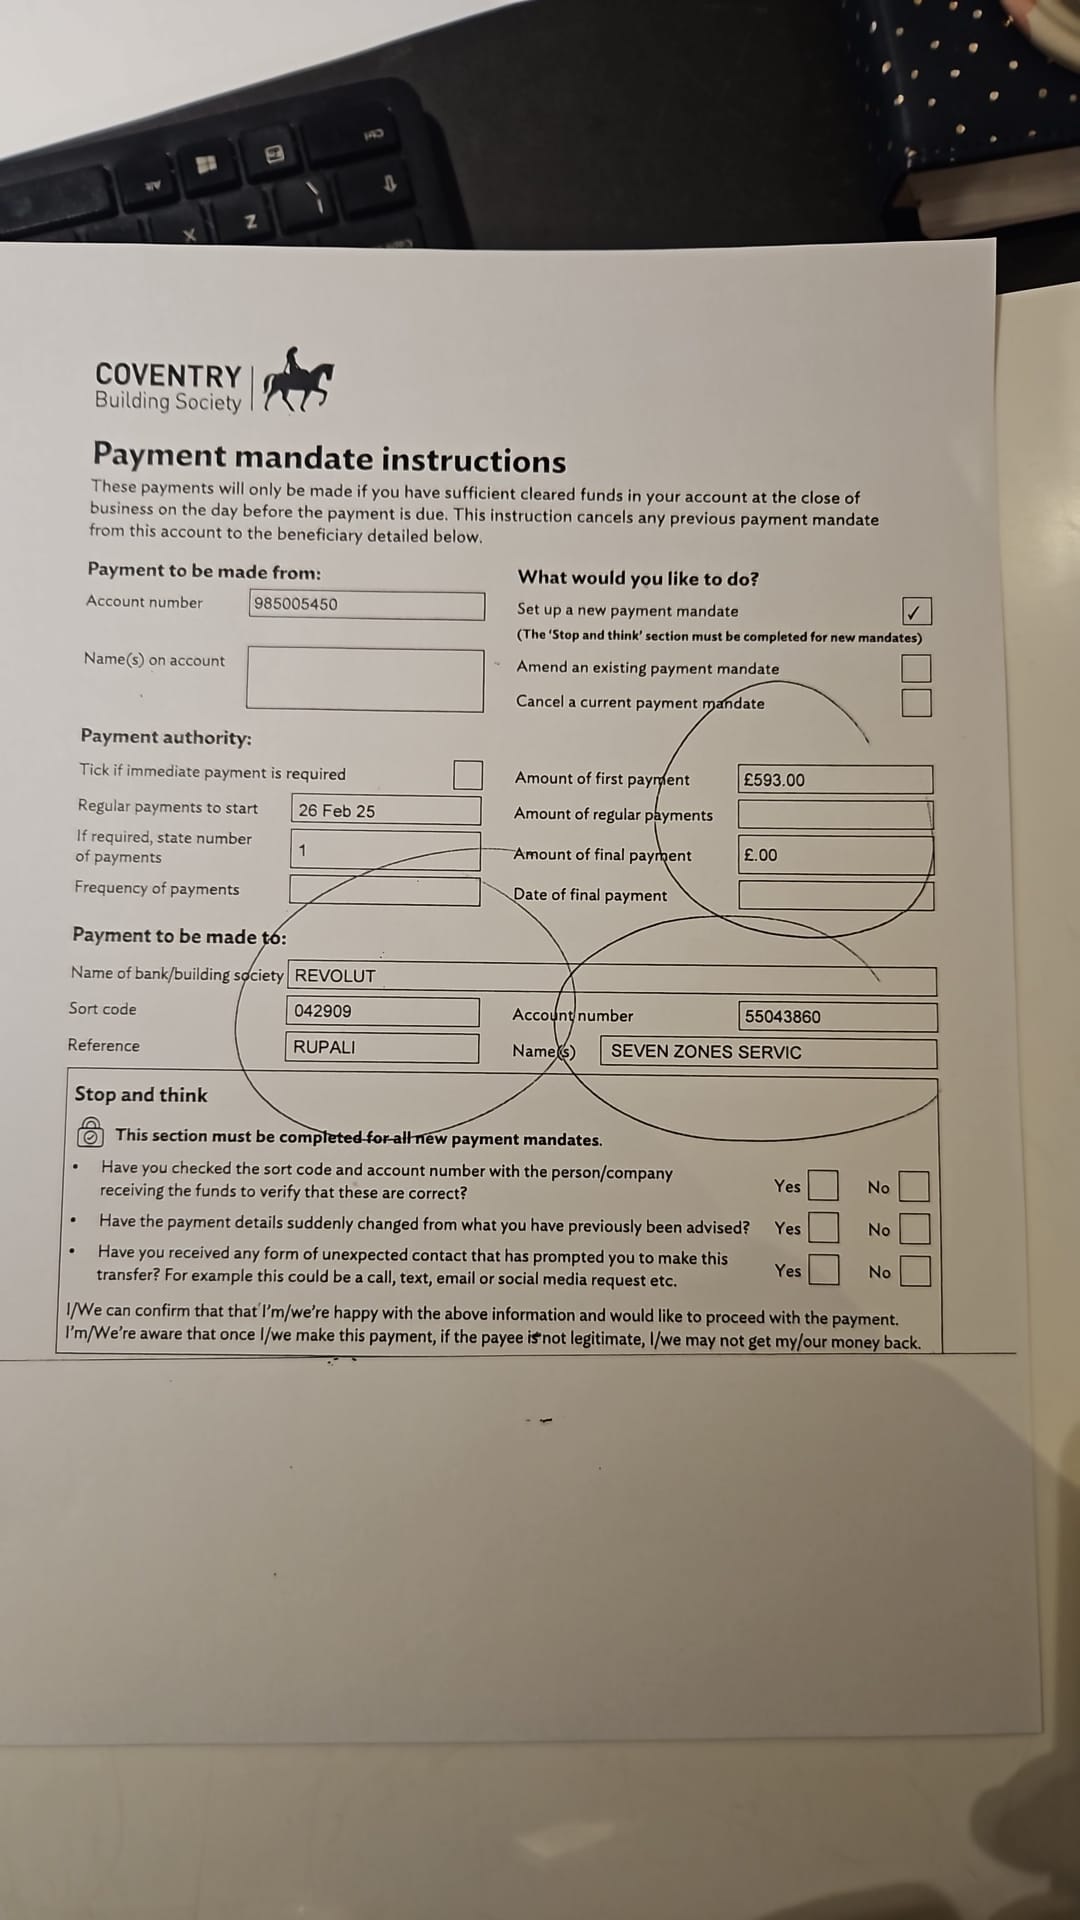 Ctrl
Alt
X
Z
\
|
COVENTRY
Building Society
Payment mandate instructions
These payments will only be made if you have sufficient cleared funds in your account at the close of
business on the day before the payment is due. This instruction cancels any previous payment mandate
from this account to the beneficiary detailed below.
Payment to be made from:
Account number 985005450
Name(s) on account
What would you like to do?
Set up a new payment mandate ✓
(The ‘Stop and think’ section must be completed for new mandates)
Amend an existing payment mandate
Cancel a current payment mandate
Payment authority:
Tick if immediate payment is required
Regular payments to start 26 Feb 25
If required, state number
of payments 1
Frequency of payments
Amount of first payment £593.00
Amount of regular payments
Amount of final payment £.00
Date of final payment
Payment to be made to:
Name of bank/building society REVOLUT
Sort code 042909 Account number 55043860
Reference RUPALI Name(s) SEVEN ZONES SERVIC
Stop and think
This section must be completed for all new payment mandates.
• Have you checked the sort code and account number with the person/company
receiving the funds to verify that these are correct? Yes No
• Have the payment details suddenly changed from what you have previously been advised? Yes No
• Have you received any form of unexpected contact that has prompted you to make this
transfer? For example this could be a call, text, email or social media request etc. Yes No
I/We can confirm that that I’m/we’re happy with the above information and would like to proceed with the payment.
I’m/We’re aware that once I/we make this payment, if the payee is not legitimate, I/we may not get my/our money back.